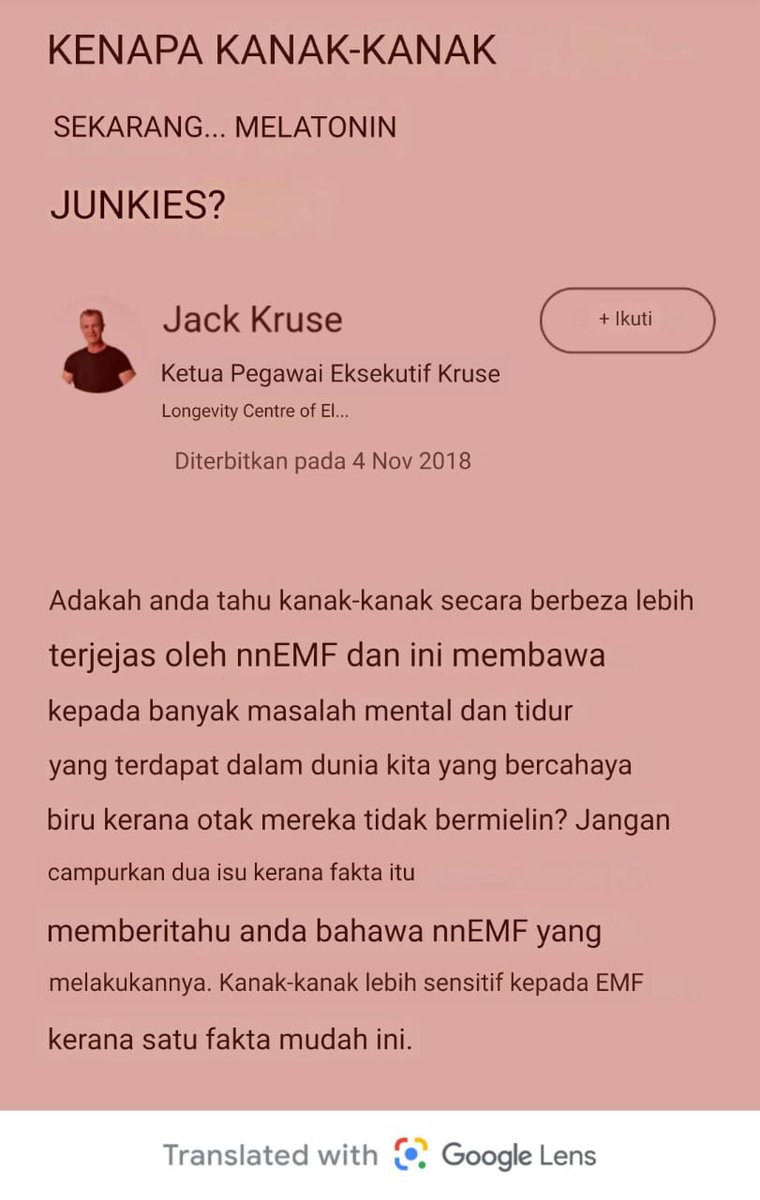 KENAPA KANAK-KANAK
SEKARANG... MELATONIN
JUNKIES?
Jack Kruse
+ Ikuti
Ketua Pegawai Eksekutif Kruse
Longevity Centre of El...
Diterbitkan pada 4 Nov 2018
Adakah anda tahu kanak-kanak secara berbeza lebih
terjejas oleh nnEMF dan ini membawa
kepada banyak masalah mental dan tidur
yang terdapat dalam dunia kita yang bercahaya
biru kerana otak mereka tidak bermielin? Jangan
campurkan dua isu kerana fakta itu
memberitahu anda bahawa nnEMF yang
melakukannya. Kanak-kanak lebih sensitif kepada EMF
kerana satu fakta mudah ini.
Translated with Google Lens